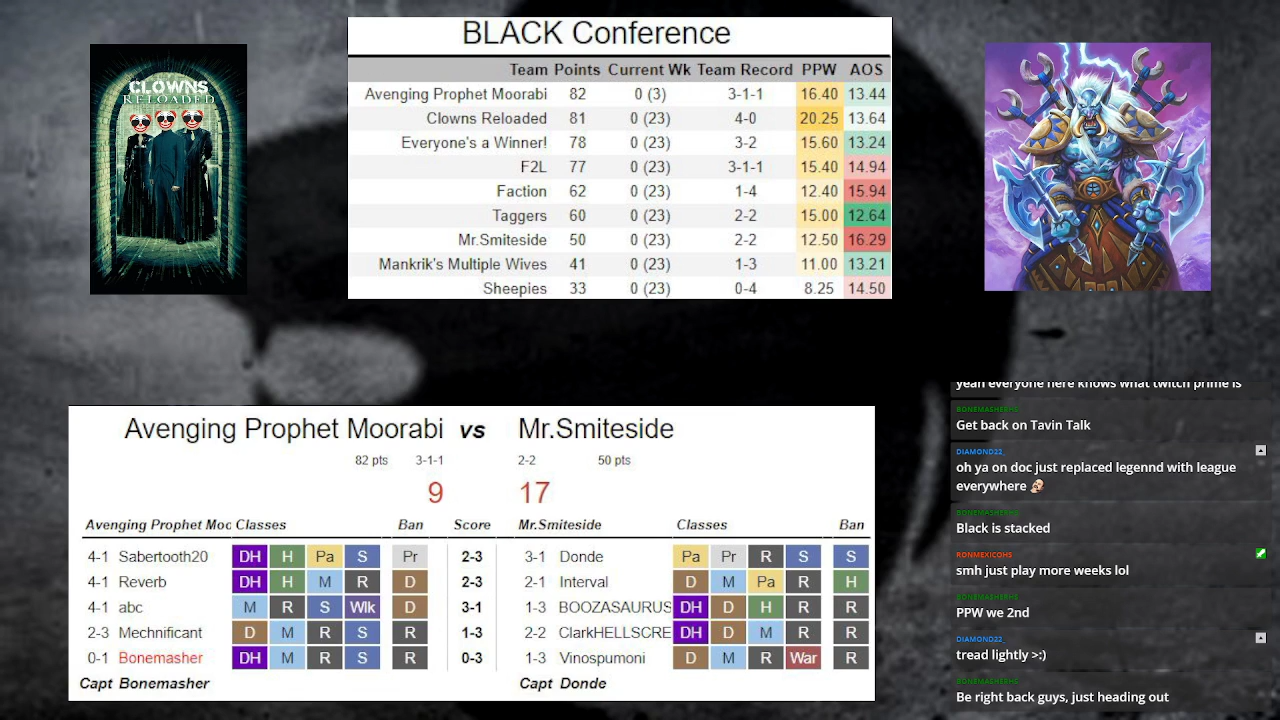 CLOWNS
RELOADED
BLACK Conference
Team Points Current Wk Team Record PPW AOS
Avenging Prophet Moorabi 82 0 (3) 3-1-1 16.40 13.44
Clowns Reloaded 81 0 (23) 4-0 20.25 13.64
Everyone's a Winner! 78 0 (23) 3-2 15.60 13.24
F2L 77 0 (23) 3-1-1 15.40 14.94
Faction 62 0 (23) 1-4 12.40 15.94
Taggers 60 0 (23) 2-2 15.00 12.64
Mr.Smiteside 50 0 (23) 2-2 12.50 16.29
Mankrik's Multiple Wives 41 0 (23) 1-3 11.00 13.21
Sheepies 33 0 (23) 0-4 8.25 14.50
Avenging Prophet Moorabi vs Mr.Smiteside
82 pts 3-1-1 2-2 50 pts
9 17
Avenging Prophet Moo Classes Ban Score Mr.Smiteside Classes Ban
4-1 Sabertooth20 DH H Pa S Pr 2-3 3-1 Donde Pa Pr R S S
4-1 Reverb DH H M R D 2-3 2-1 Interval D M Pa R H
4-1 abc M R S Wlk D 3-1 1-3 BOOZASAURUS DH D H R R
2-3 Mechnificant D M R S R 1-3 2-2 ClarkHELLSCRE DH D M R R
0-1 Bonemasher DH M R S R 0-3 1-3 Vinospumoni D M R War R
Capt Bonemasher Capt Donde
yeah everyone here knows what twitch prime is
BONEMASHERHS
Get back on Tavin Talk
DIAMOND22_
oh ya on doc just replaced legennd with league
everywhere
BONEMASHERHS
Black is stacked
RONMEXICOHS
smh just play more weeks lol
BONEMASHERHS
PPW we 2nd
DIAMOND22_
tread lightly >:)
BONEMASHERHS
Be right back guys, just heading out